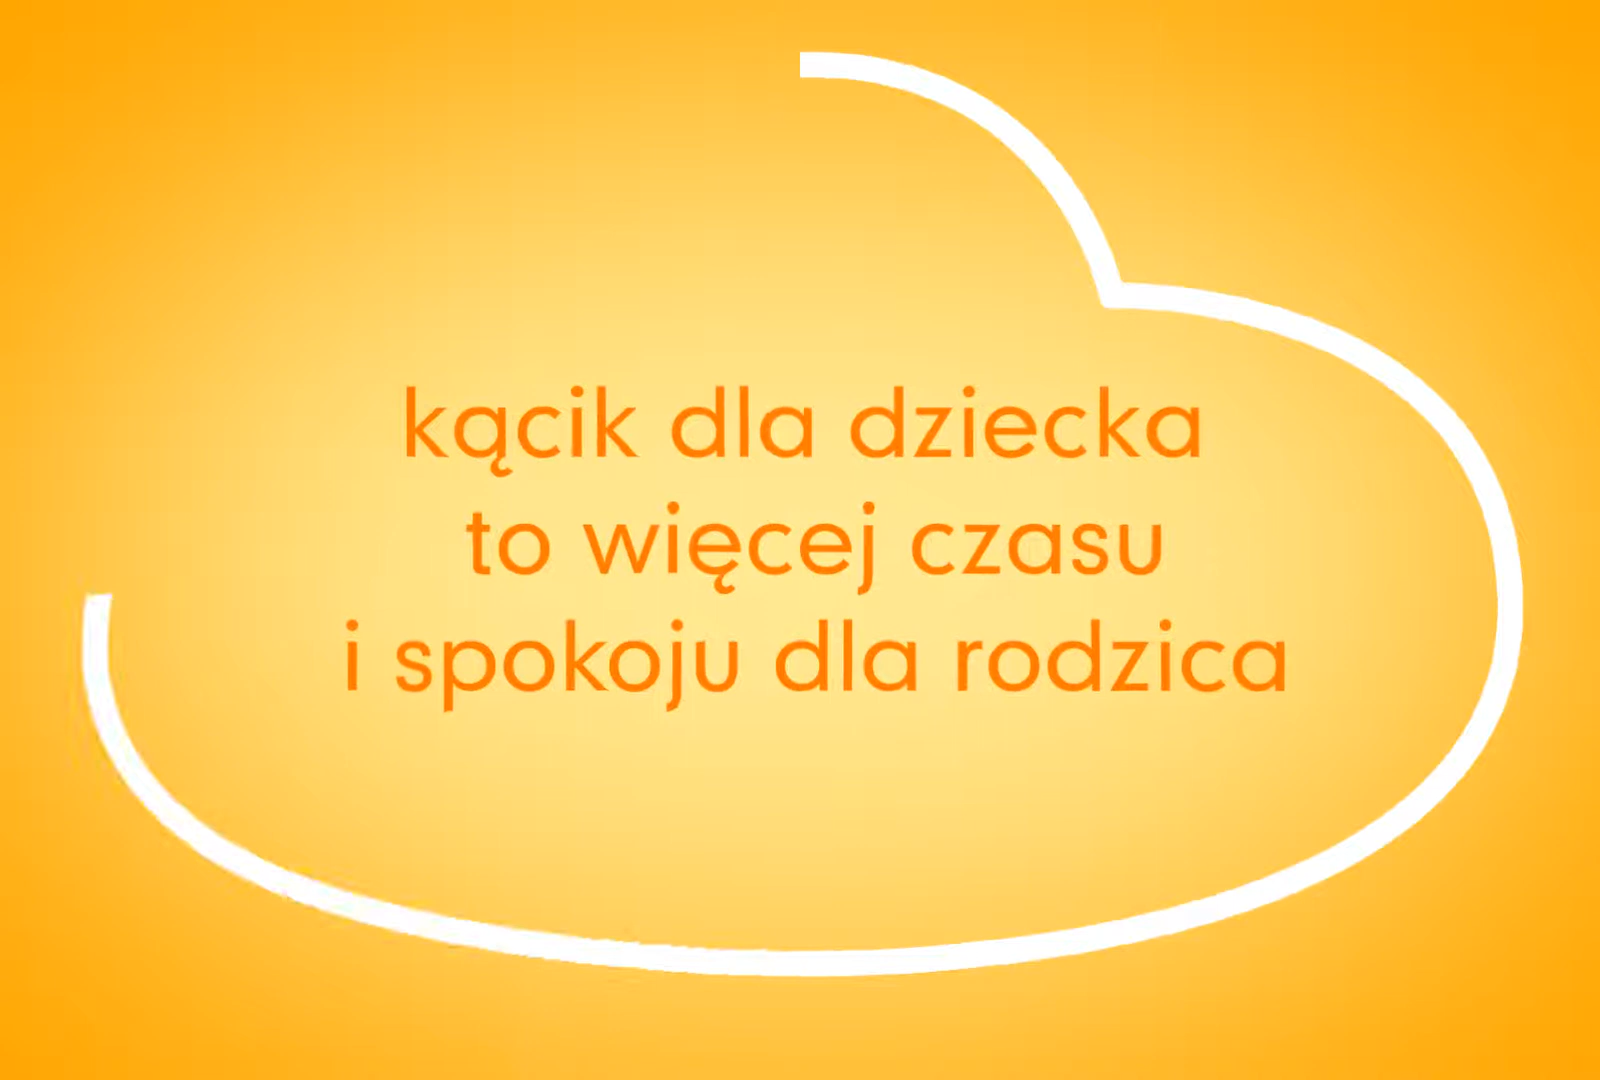 kącik dla dziecka
to więcej czasu
i spokoju dla rodzica